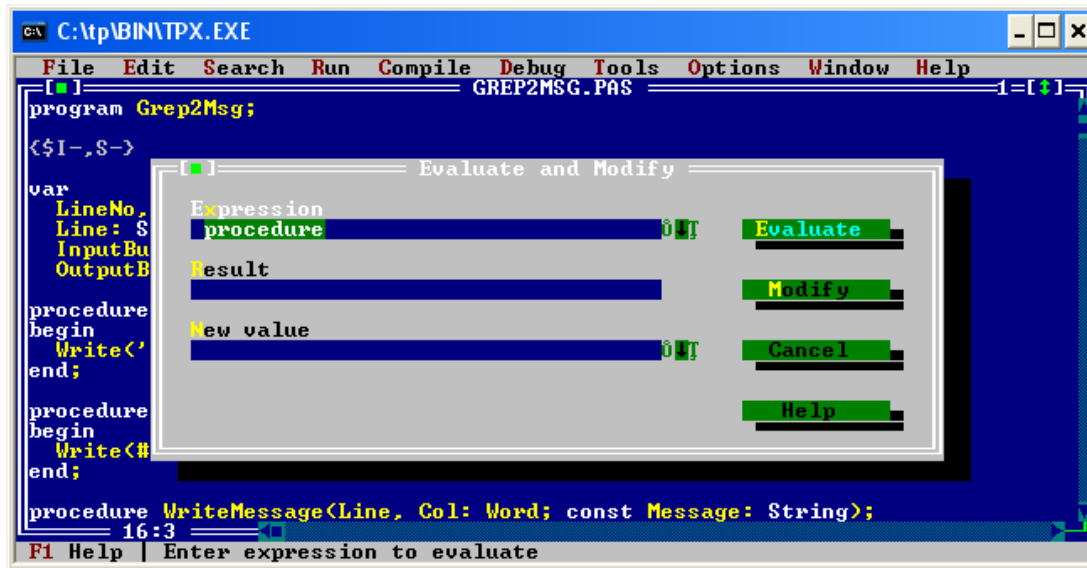 C:\tp\BIN\TPX.EXE
File Edit Search Run Compile Debug Tools Options Window Help
GREP2MSG.PAS 1=[↕]
program Grep2Msg;
{$I-,S-}
[■] Evaluate and Modify
var
LineNo,
Line: S
InputBu
OutputB
procedure
begin
Write('
end;
procedure
begin
Write(#
end;
Expression
procedure
Evaluate
Result
Modify
New value
Cancel
Help
procedure WriteMessage(Line, Col: Word; const Message: String);
16:3
F1 Help | Enter expression to evaluate